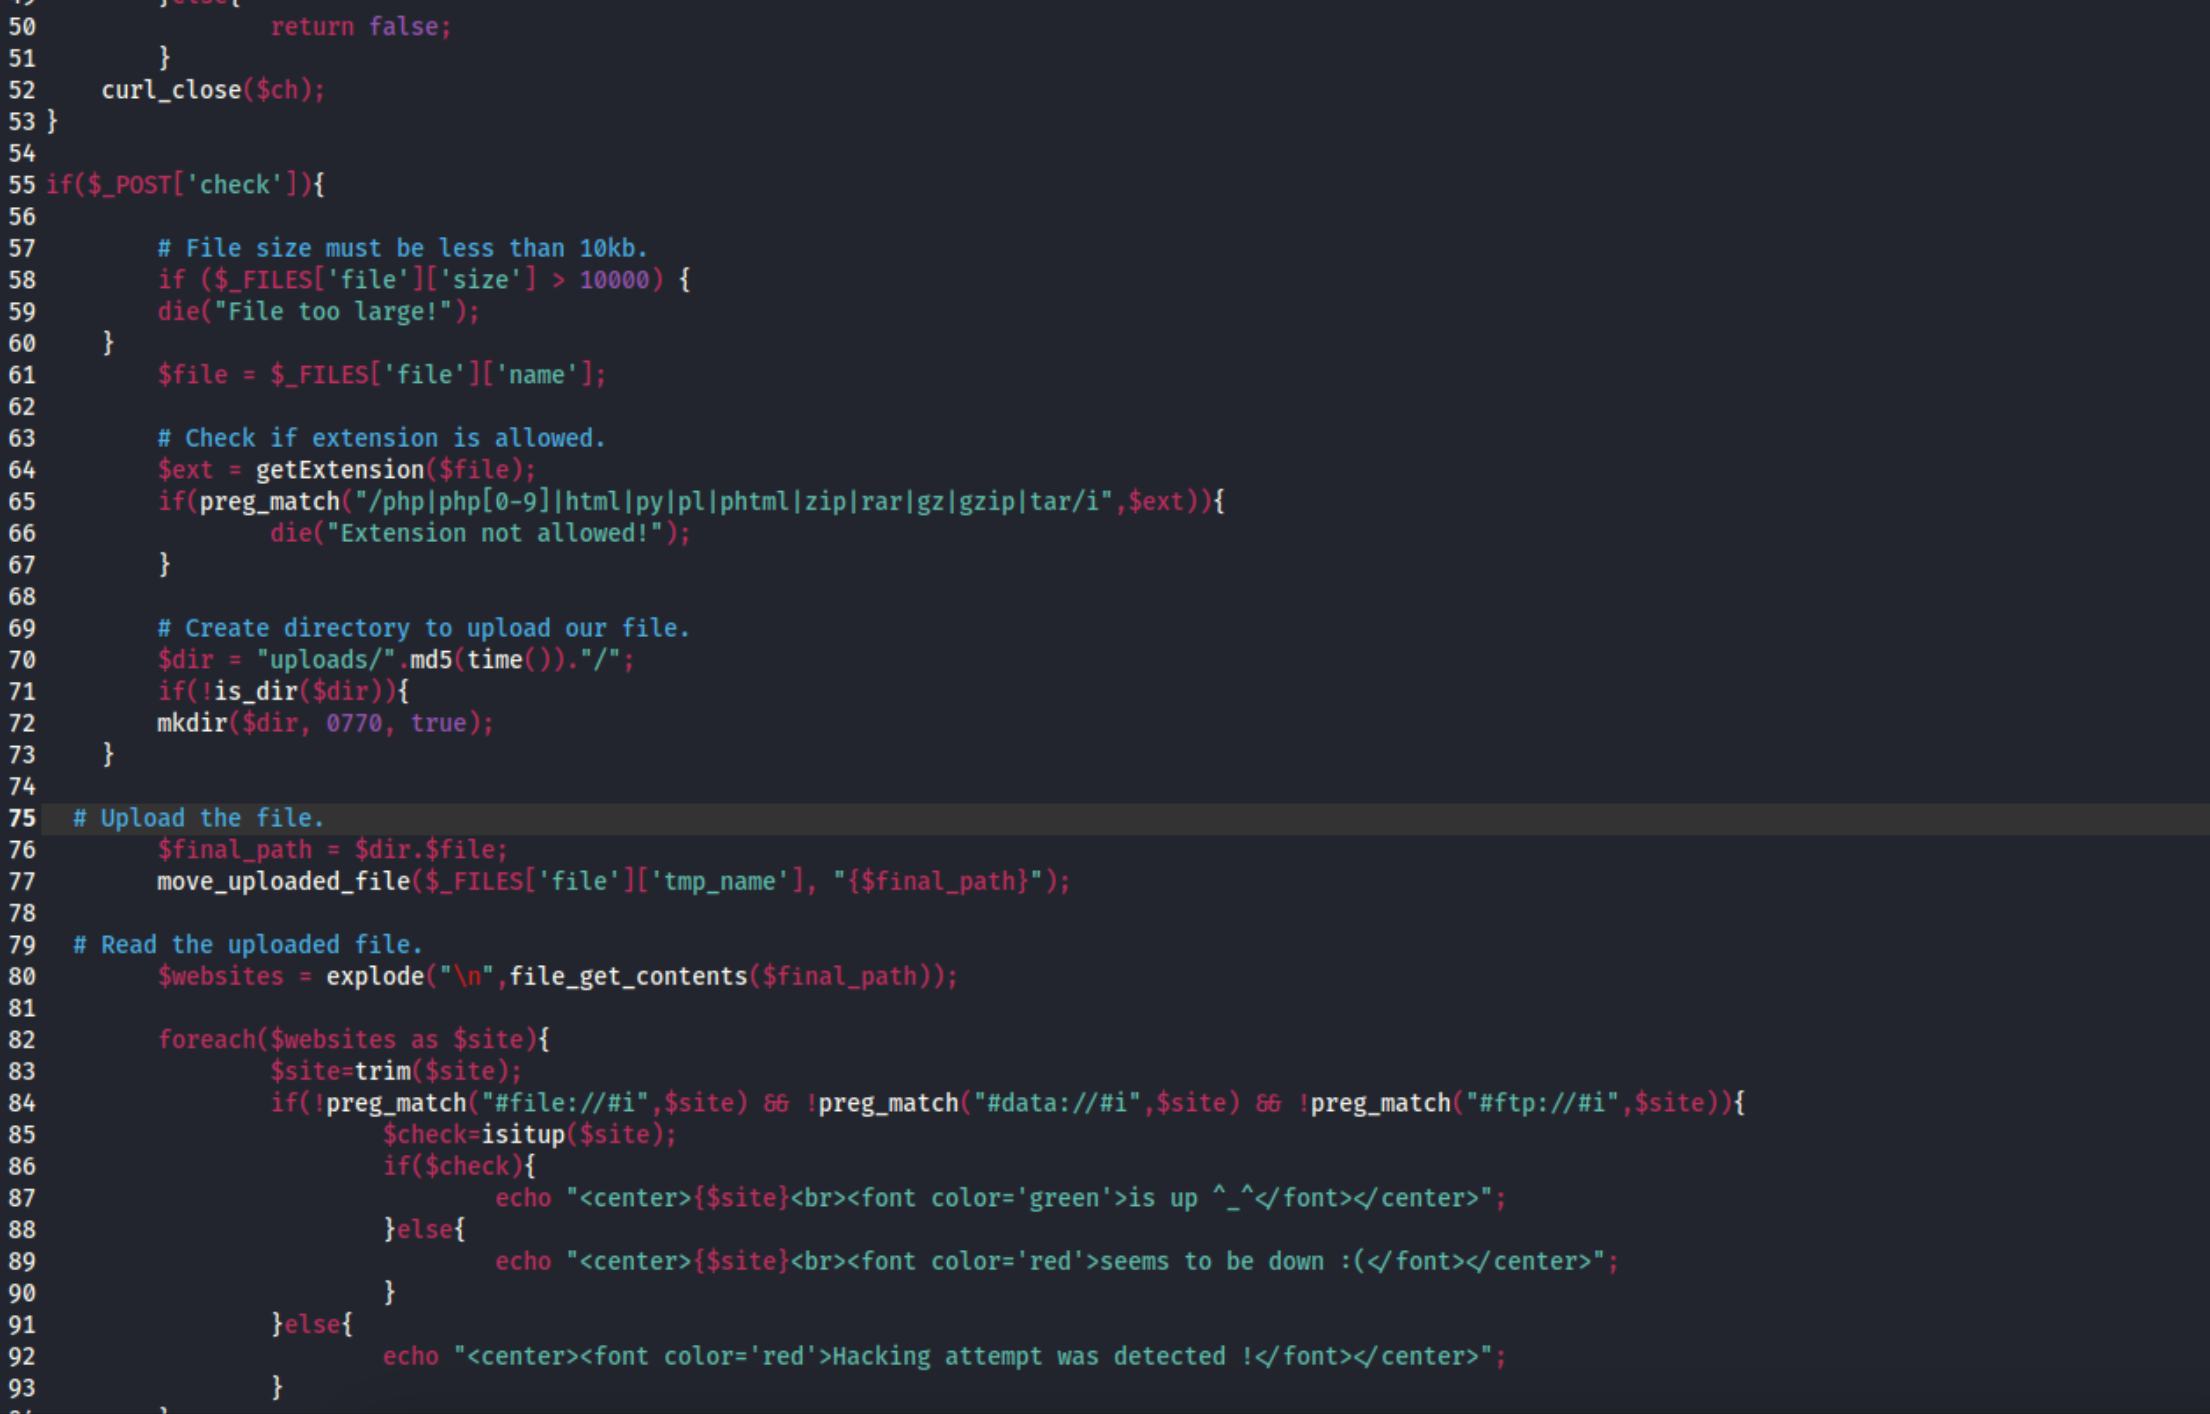 50 return false;
51 }
52 curl_close($ch);
53 }
54
55 if($_POST['check']){
56
57 # File size must be less than 10kb.
58 if ($_FILES['file']['size'] > 10000) {
59 die("File too large!");
60 }
61 $file = $_FILES['file']['name'];
62
63 # Check if extension is allowed.
64 $ext = getExtension($file);
65 if(preg_match("/php|php[0-9]|html|py|pl|phtml|zip|rar|gz|gzip|tar/i",$ext)){
66 die("Extension not allowed!");
67 }
68
69 # Create directory to upload our file.
70 $dir = "uploads/".md5(time())."/";
71 if(!is_dir($dir)){
72 mkdir($dir, 0770, true);
73 }
74
75 # Upload the file.
76 $final_path = $dir.$file;
77 move_uploaded_file($_FILES['file']['tmp_name'], "{$final_path}");
78
79 # Read the uploaded file.
80 $websites = explode("\n",file_get_contents($final_path));
81
82 foreach($websites as $site){
83 $site=trim($site);
84 if(!preg_match("#file://#i",$site) && !preg_match("#data://#i",$site) && !preg_match("#ftp://#i",$site)){
85 $check=isitup($site);
86 if($check){
87 echo "<center>{$site}<br><font color='green'>is up ^_^</font></center>";
88 }else{
89 echo "<center>{$site}<br><font color='red'>seems to be down :(</font></center>";
90 }
91 }else{
92 echo "<center><font color='red'>Hacking attempt was detected !</font></center>";
93 }